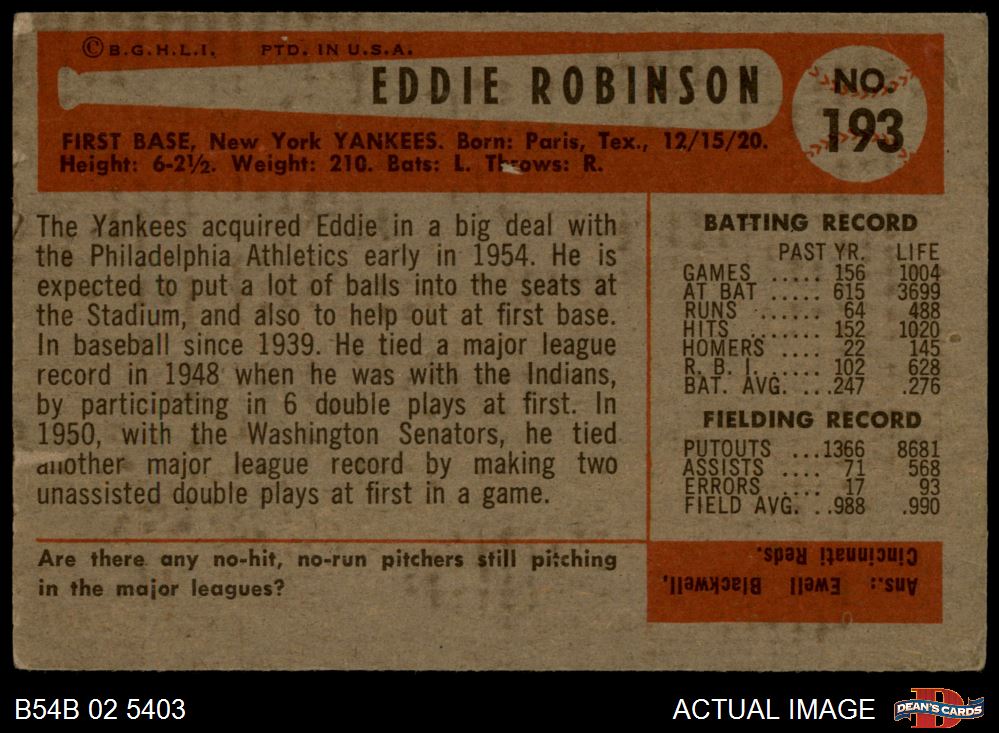 © B.G.H.L.I. PTD. IN U.S.A.
EDDIE ROBINSON
NO.
193
FIRST BASE, New York YANKEES. Born: Paris, Tex., 12/15/20.
Height: 6-2½. Weight: 210. Bats: L. Throws: R.
The Yankees acquired Eddie in a big deal with
the Philadelphia Athletics early in 1954. He is
expected to put a lot of balls into the seats at
the Stadium, and also to help out at first base.
In baseball since 1939. He tied a major league
record in 1948 when he was with the Indians,
by participating in 6 double plays at first. In
1950, with the Washington Senators, he tied
another major league record by making two
unassisted double plays at first in a game.
BATTING RECORD
PAST YR. LIFE
GAMES ..... 156 1004
AT BAT ..... 615 3699
RUNS ...... 64 488
HITS ....... 152 1020
HOMERS .... 22 145
R. B. I. ..... 102 628
BAT. AVG. ...247 .276
FIELDING RECORD
PUTOUTS ...1366 8681
ASSISTS .... 71 568
ERRORS .... 17 93
FIELD AVG. ..988 .990
Are there any no-hit, no-run pitchers still pitching
in the major leagues?
Ans.: Ewell Blackwell,
Cincinnati Reds.
B54B 02 5403
ACTUAL IMAGE
D
DEAN'S CARDS